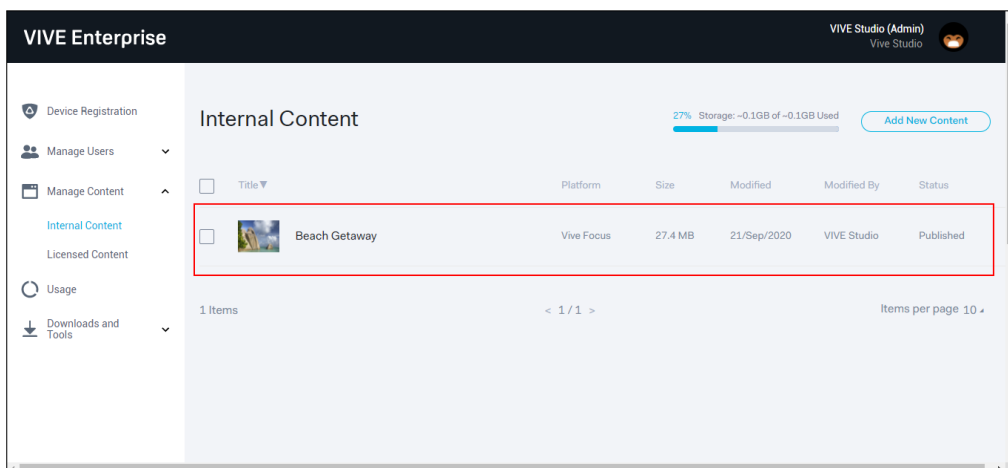 VIVE Enterprise
VIVE Studio (Admin)
Vive Studio
Device Registration
Manage Users
Manage Content
Internal Content
Licensed Content
Usage
Downloads and
Tools
Internal Content
27% Storage: ~0.1GB of ~0.1GB Used
Add New Content
Title▼ Platform Size Modified Modified By Status
Beach Getaway Vive Focus 27.4 MB 21/Sep/2020 VIVE Studio Published
1 Items < 1 / 1 > Items per page 10